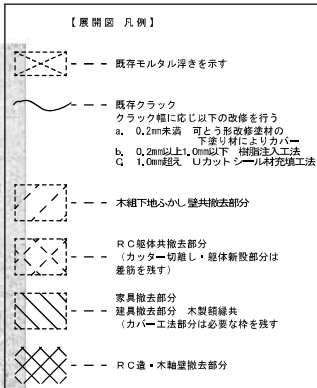 【展開図 凡例】
既存モルタル浮きを示す
既存クラック
クラック幅に応じ以下の改修を行う
a. 0.2mm未満 可とう形改修塗材の
下塗り材によりカバー
b. 0.2mm以上1.0mm以下 樹脂注入工法
C. 1.0mm超え Uカットシール材充填工法
木組下地ふかし壁共撤去部分
RC躯体共撤去部分
(カッター切離し・躯体新設部分は
差筋を残す)
家具撤去部分
建具撤去部分 木製額縁共
(カバー工法部分は必要な枠を残す
RC造・木軸壁撤去部分